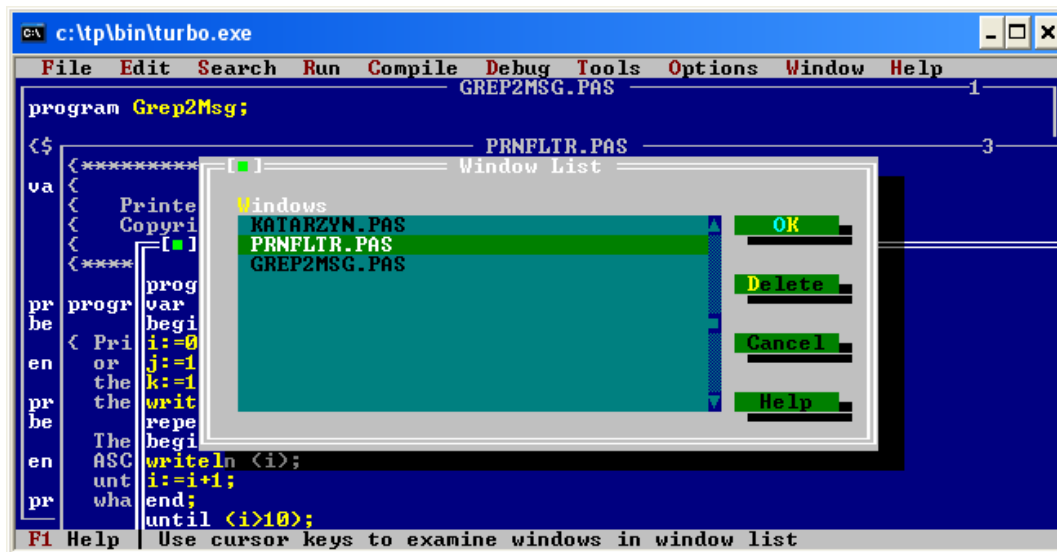 c:\tp\bin\turbo.exe
File Edit Search Run Compile Debug Tools Options Window Help
GREP2MSG.PAS 1
program Grep2Msg;
{$ PRNFLTR.PAS 3
{********* [■] Window List
va {
{ Printe Windows
{ Copyri KATARZYN.PAS OK
{ [■] PRNFLTR.PAS
{**** GREP2MSG.PAS
prog Delete
pr progr var
be begi
{ Pri i:=0 Cancel
en or j:=1
the k:=1
pr the writ Help
be repe
The begi
en ASC writeln (i);
unt i:=i+1;
pr wha end;
until (i>10);
F1 Help | Use cursor keys to examine windows in window list